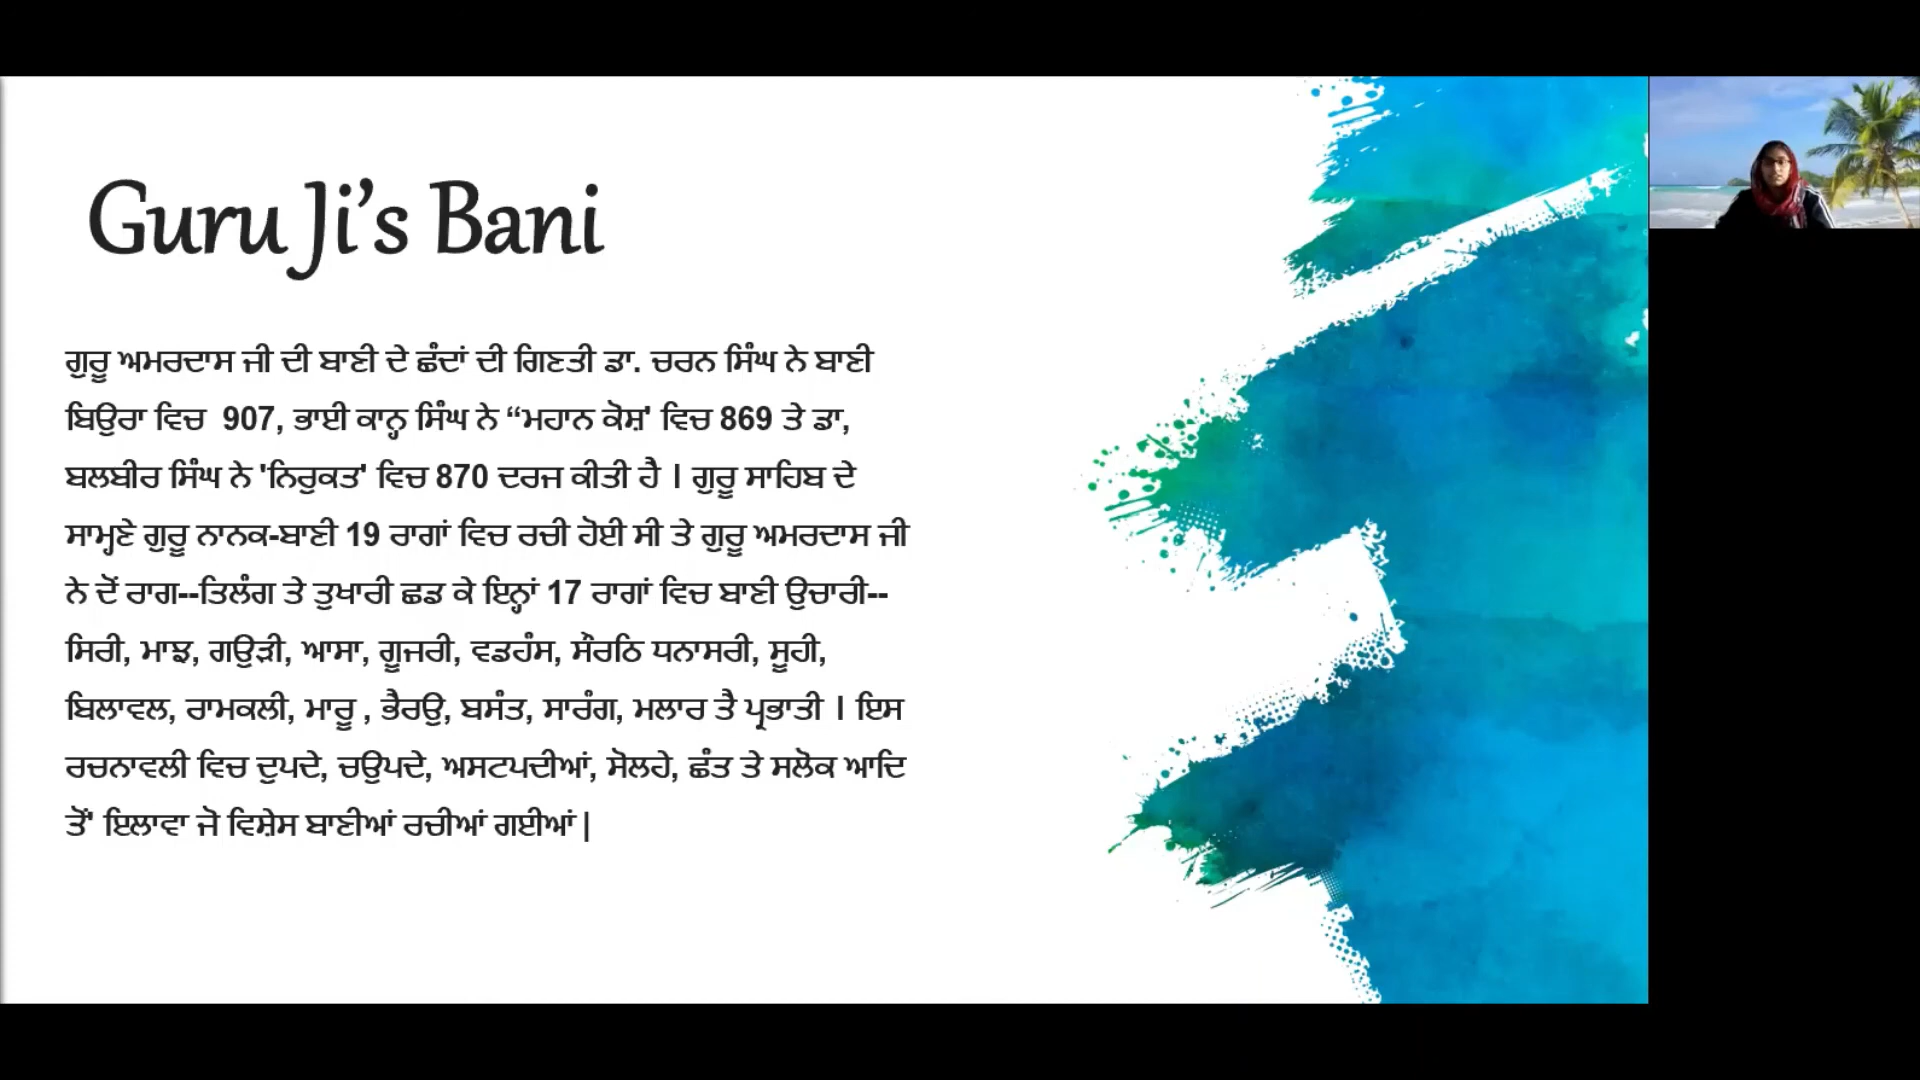 Guru Ji's Bani
ਗੁਰੂ ਅਮਰਦਾਸ ਜੀ ਦੀ ਬਾਣੀ ਦੇ ਛੰਦਾਂ ਦੀ ਗਿਣਤੀ ਡਾ. ਚਰਨ ਸਿੰਘ ਨੇ ਬਾਣੀ
ਬਿਉਰਾ ਵਿਚ 907, ਭਾਈ ਕਾਨ੍ਹ ਸਿੰਘ ਨੇ “ਮਹਾਨ ਕੋਸ਼' ਵਿਚ 869 ਤੇ ਡਾ,
ਬਲਬੀਰ ਸਿੰਘ ਨੇ 'ਨਿਰੁਕਤ' ਵਿਚ 870 ਦਰਜ ਕੀਤੀ ਹੈ । ਗੁਰੂ ਸਾਹਿਬ ਦੇ
ਸਾਮ੍ਹਣੇ ਗੁਰੂ ਨਾਨਕ-ਬਾਣੀ 19 ਰਾਗਾਂ ਵਿਚ ਰਚੀ ਹੋਈ ਸੀ ਤੇ ਗੁਰੂ ਅਮਰਦਾਸ ਜੀ
ਨੇ ਦੋਂ ਰਾਗ--ਤਿਲੰਗ ਤੇ ਤੁਖਾਰੀ ਛਡ ਕੇ ਇਨ੍ਹਾਂ 17 ਰਾਗਾਂ ਵਿਚ ਬਾਣੀ ਉਚਾਰੀ--
ਸਿਰੀ, ਮਾਝ, ਗਉੜੀ, ਆਸਾ, ਗੂਜਰੀ, ਵਡਹੰਸ, ਸੌਰਠਿ ਧਨਾਸਰੀ, ਸੂਹੀ,
ਬਿਲਾਵਲ, ਰਾਮਕਲੀ, ਮਾਰੂ , ਭੈਰਉ, ਬਸੰਤ, ਸਾਰੰਗ, ਮਲਾਰ ਤੈ ਪ੍ਰਭਾਤੀ । ਇਸ
ਰਚਨਾਵਲੀ ਵਿਚ ਦੁਪਦੇ, ਚਉਪਦੇ, ਅਸਟਪਦੀਆਂ, ਸੋਲਹੇ, ਛੰਤ ਤੇ ਸਲੋਕ ਆਦਿ
ਤੋਂ' ਇਲਾਵਾ ਜੋ ਵਿਸ਼ੇਸ ਬਾਣੀਆਂ ਰਚੀਆਂ ਗਈਆਂ |